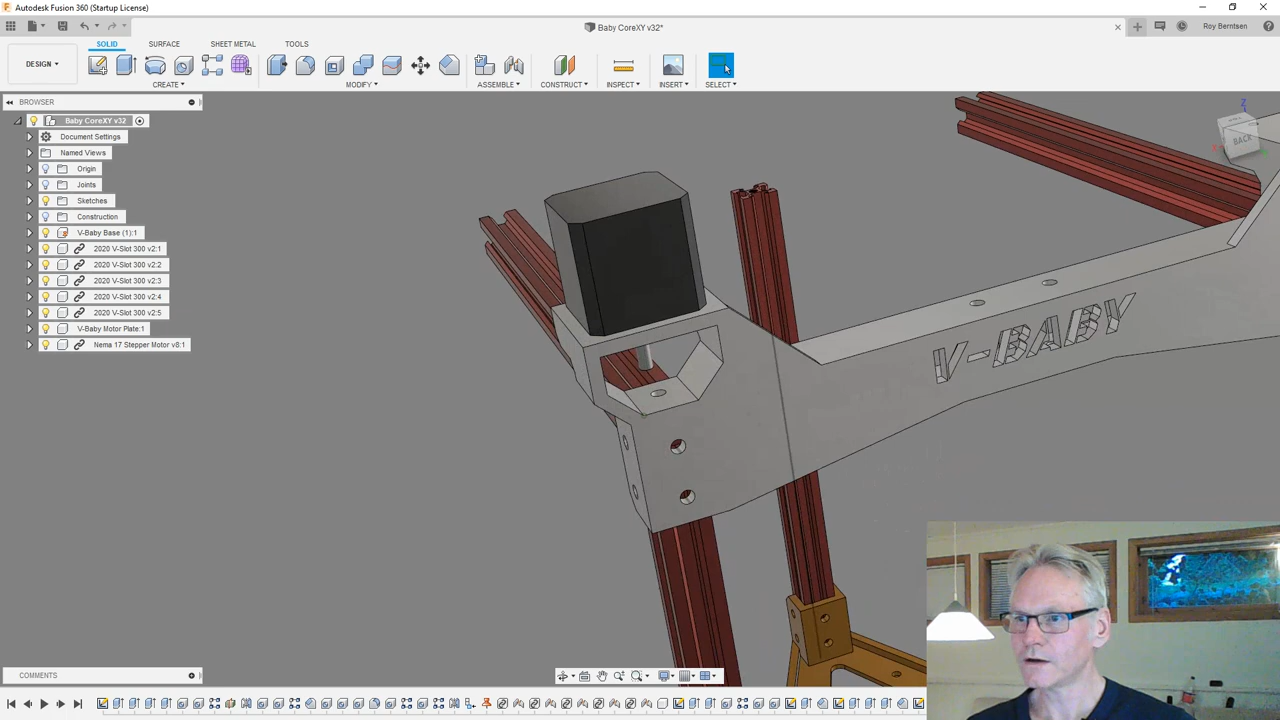 Autodesk Fusion 360 (Startup License)
Baby CoreXY v32*
Roy Berntsen
SOLID
SURFACE
SHEET METAL
TOOLS
DESIGN
CREATE
MODIFY
ASSEMBLE
CONSTRUCT
INSPECT
INSERT
SELECT
BROWSER
Baby CoreXY v32
Document Settings
Named Views
Origin
Joints
Sketches
Construction
V-Baby Base (1):1
2020 V-Slot 300 v2:1
2020 V-Slot 300 v2:2
2020 V-Slot 300 v2:3
2020 V-Slot 300 v2:4
2020 V-Slot 300 v2:5
V-Baby Motor Plate:1
Nema 17 Stepper Motor v8:1
Z
X
BACK
V-BABY
COMMENTS